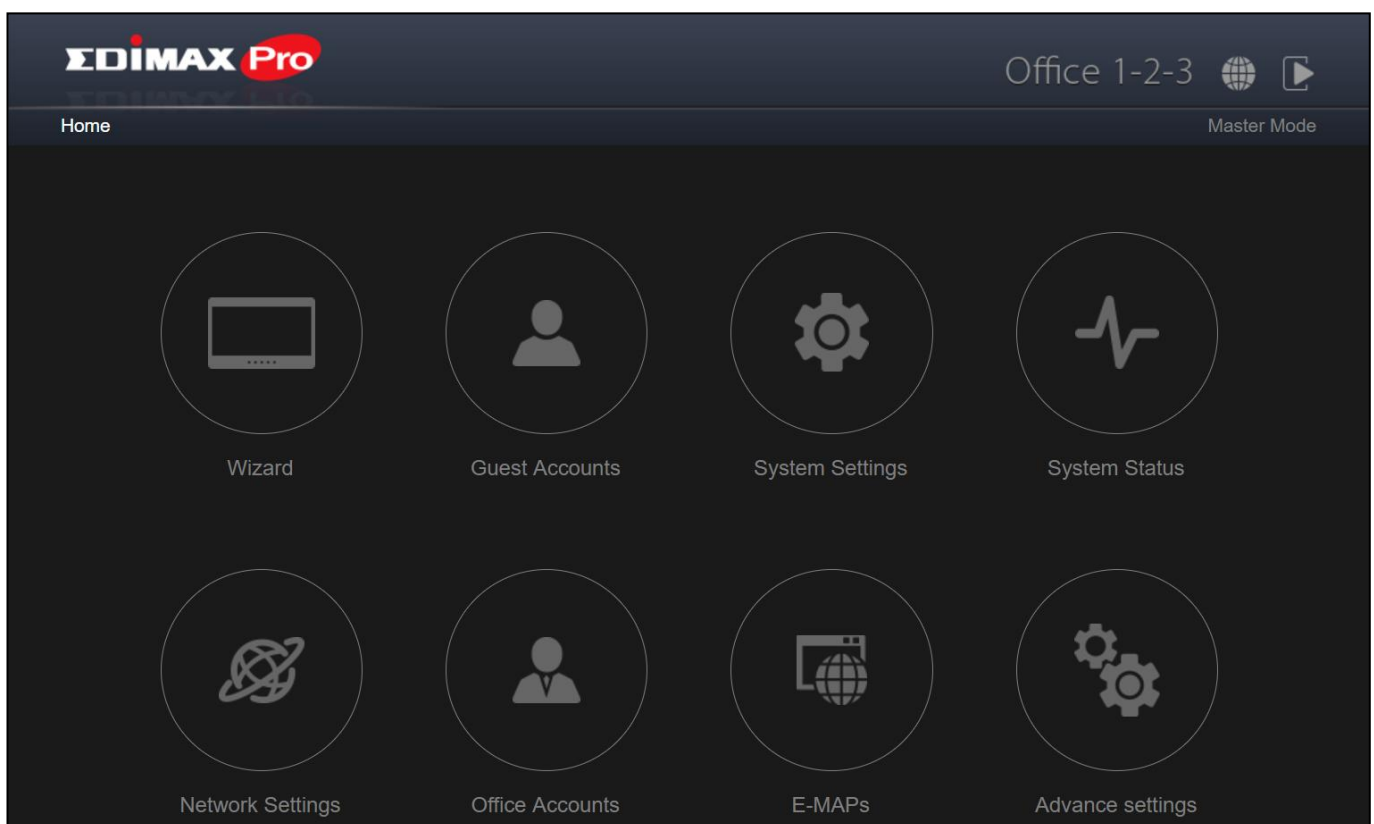 ΣDiMAX Pro
Office 1-2-3
Home
Master Mode
Wizard
Guest Accounts
System Settings
System Status
Network Settings
Office Accounts
E-MAPs
Advance settings